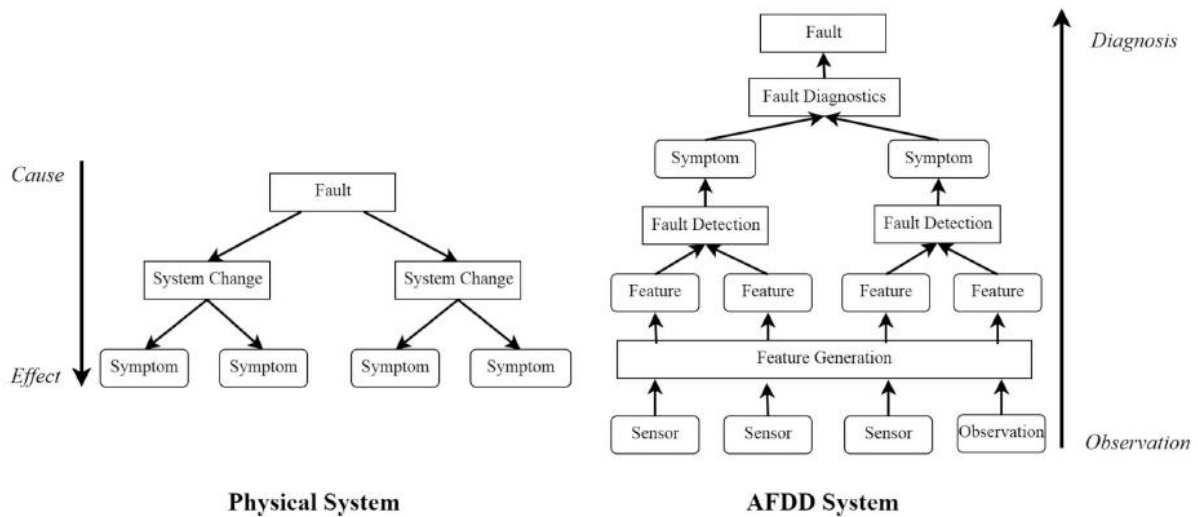 Cause
Fault
System Change
System Change
Symptom
Symptom
Symptom
Symptom
Effect
Physical System
Fault
Diagnosis
Fault Diagnostics
Symptom
Symptom
Fault Detection
Fault Detection
Feature
Feature
Feature
Feature
Feature Generation
Sensor
Sensor
Sensor
Observation
Observation
AFDD System